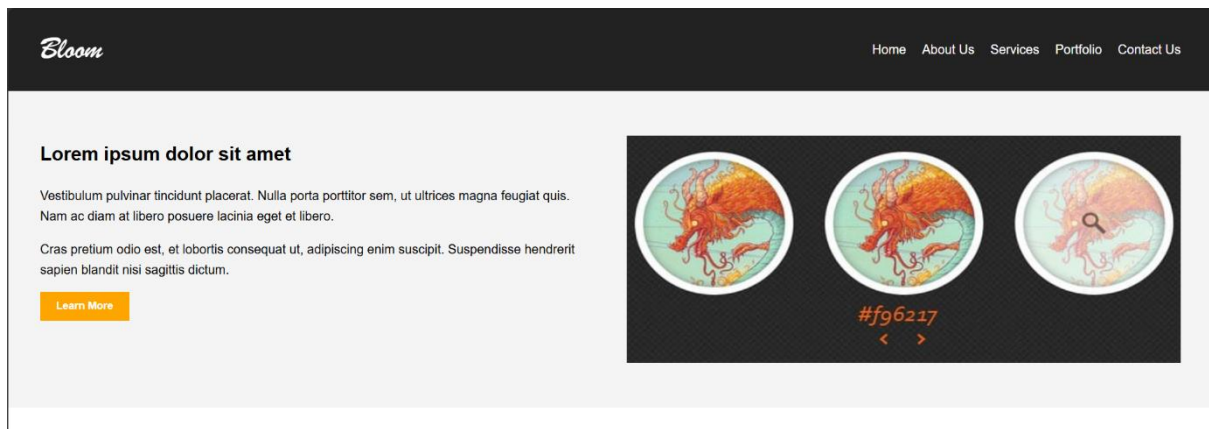 Bloom
Home About Us Services Portfolio Contact Us
Lorem ipsum dolor sit amet
Vestibulum pulvinar tincidunt placerat. Nulla porta porttitor sem, ut ultrices magna feugiat quis.
Nam ac diam at libero posuere lacinia eget et libero.
Cras pretium odio est, et lobortis consequat ut, adipiscing enim suscipit. Suspendisse hendrerit
sapien blandit nisi sagittis dictum.
Learn More
#f96217
< >